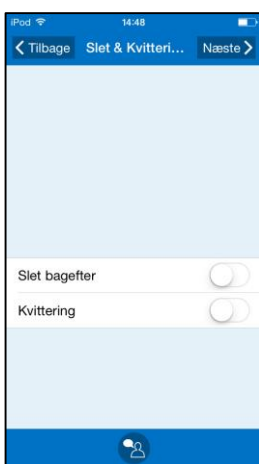 iPod 14:48
Tilbage Slet & Kvitteri... Næste
Slet bagefter
Kvittering